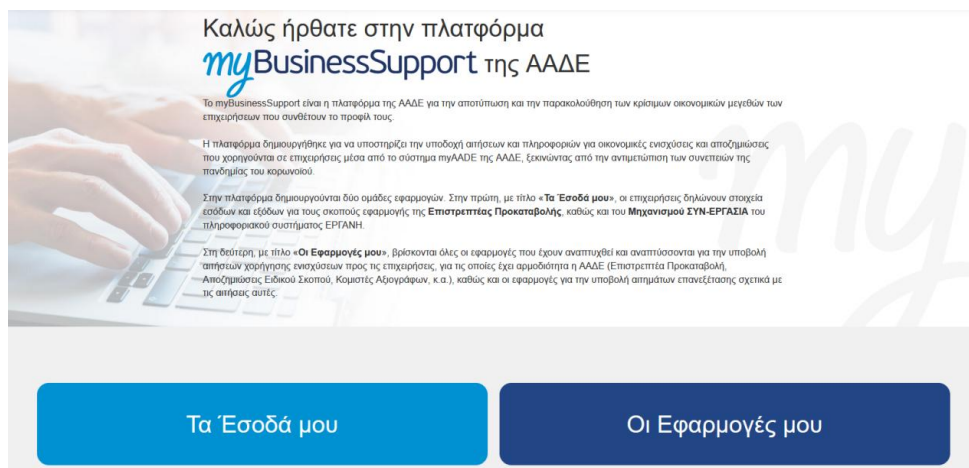 Καλώς ήρθατε στην πλατφόρμα
myBusinessSupport της ΑΑΔΕ
Το myBusinessSupport είναι η πλατφόρμα της ΑΑΔΕ για την αποτύπωση και την παρακολούθηση των κρίσιμων οικονομικών μεγεθών των
επιχειρήσεων που συνθέτουν το προφίλ τους.
Η πλατφόρμα δημιουργήθηκε για να υποστηρίζει την υποδοχή αιτήσεων και πληροφοριών για οικονομικές ενισχύσεις και αποζημιώσεις
που χορηγούνται σε επιχειρήσεις μέσα από το σύστημα myAADE της ΑΑΔΕ, ξεκινώντας από την αντιμετώπιση των συνεπειών της
πανδημίας του κορωνοϊού.
Στην πλατφόρμα δημιουργούνται δύο ομάδες εφαρμογών. Στην πρώτη, με τίτλο «Τα Έσοδά μου», οι επιχειρήσεις δηλώνουν στοιχεία
εσόδων και εξόδων για τους σκοπούς εφαρμογής της Επιστρεπτέας Προκαταβολής, καθώς και του Μηχανισμού ΣΥΝ-ΕΡΓΑΣΙΑ του
πληροφοριακού συστήματος ΕΡΓΑΝΗ.
Στη δεύτερη, με τίτλο «Οι Εφαρμογές μου», βρίσκονται όλες οι εφαρμογές που έχουν αναπτυχθεί και αναπτύσσονται για την υποβολή
αιτήσεων χορήγησης ενισχύσεων προς τις επιχειρήσεις, για τις οποίες έχει αρμοδιότητα η ΑΑΔΕ (Επιστρεπτέα Προκαταβολή,
Αποζημιώσεις Ειδικού Σκοπού, Κομιστές Αξιογράφων, κ.α.), καθώς και οι εφαρμογές για την υποβολή αιτημάτων επανεξέτασης σχετικά με
τις αιτήσεις αυτές.
my
Τα Έσοδά μου
Οι Εφαρμογές μου